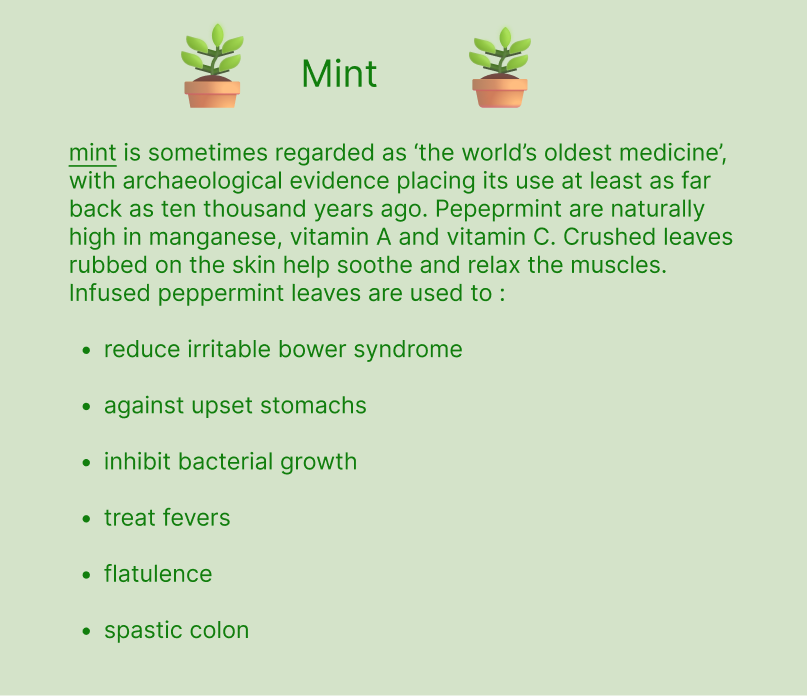 Mint
mint is sometimes regarded as ‘the world’s oldest medicine’,
with archaeological evidence placing its use at least as far
back as ten thousand years ago. Pepeprmint are naturally
high in manganese, vitamin A and vitamin C. Crushed leaves
rubbed on the skin help soothe and relax the muscles.
Infused peppermint leaves are used to :
• reduce irritable bower syndrome
• against upset stomachs
• inhibit bacterial growth
• treat fevers
• flatulence
• spastic colon